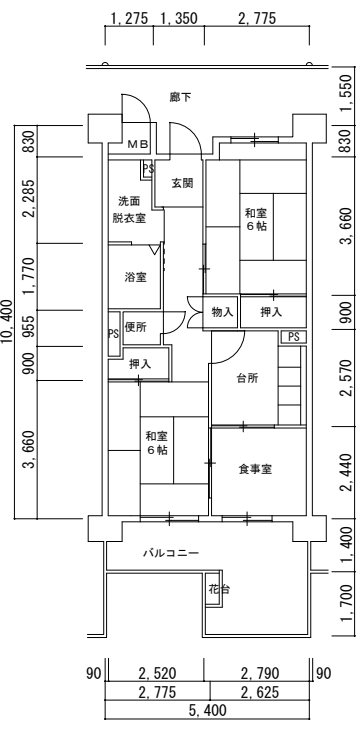 1,275 1,350 2,775
廊下
1,550
830
830
MB
PS
玄関
洗面
脱衣室
和室
6帖
2,285
3,660
浴室
1,770
10,400
物入
押入
900
PS
便所
955
PS
押入
900
台所
2,570
和室
6帖
3,660
食事室
2,440
バルコニー
1,400
花台
1,700
90 2,520 2,790 90
2,775 2,625
5,400